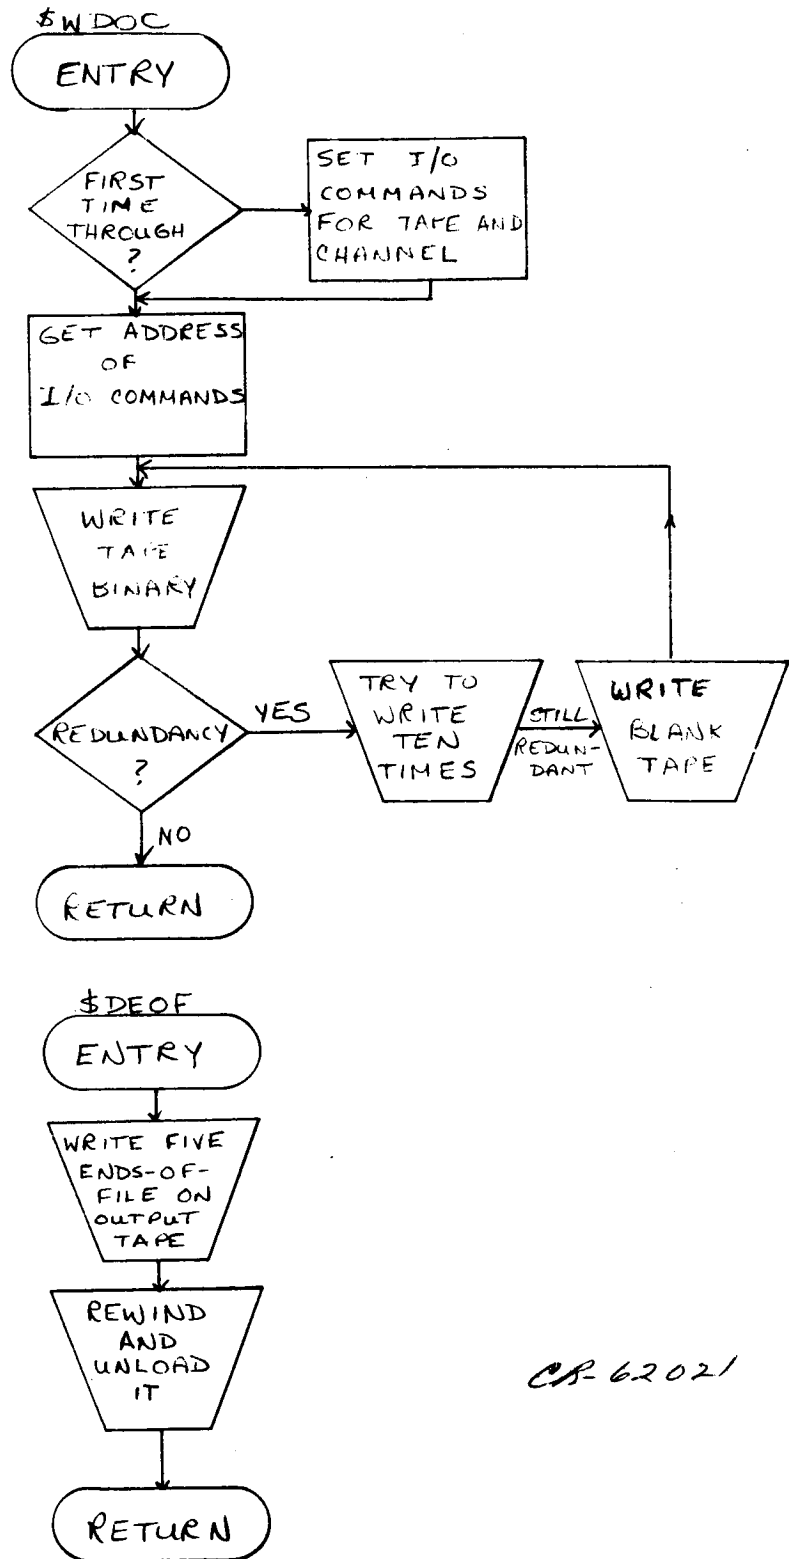 $WDOC
ENTRY
FIRST
TIME
THROUGH
?
SET I/O
COMMANDS
FOR TAPE AND
CHANNEL
GET ADDRESS
OF
I/O COMMANDS
WRITE
TAPE
BINARY
REDUNDANCY
?
YES
TRY TO
WRITE
TEN
TIMES
STILL
REDUN-
DANT
WRITE
BLANK
TAPE
NO
RETURN
$DEOF
ENTRY
WRITE FIVE
ENDS-OF-
FILE ON
OUTPUT
TAPE
REWIND
AND
UNLOAD
IT
CR-62021
RETURN